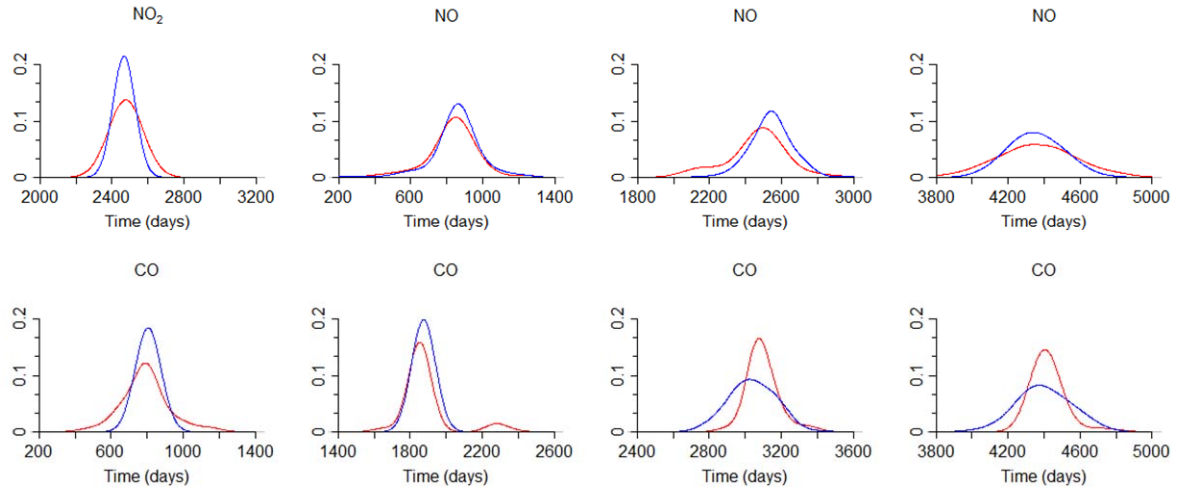 NO₂ NO NO NO
0.2 0.2 0.2 0.2
0.1 0.1 0.1 0.1
0 0 0 0
2000 2400 2800 3200 200 600 1000 1400 1800 2200 2600 3000 3800 4200 4600 5000
Time (days) Time (days) Time (days) Time (days)
CO CO CO CO
0.2 0.2 0.2 0.2
0.1 0.1 0.1 0.1
0 0 0 0
200 600 1000 1400 1400 1800 2200 2600 2400 2800 3200 3600 3800 4200 4600 5000
Time (days) Time (days) Time (days) Time (days)